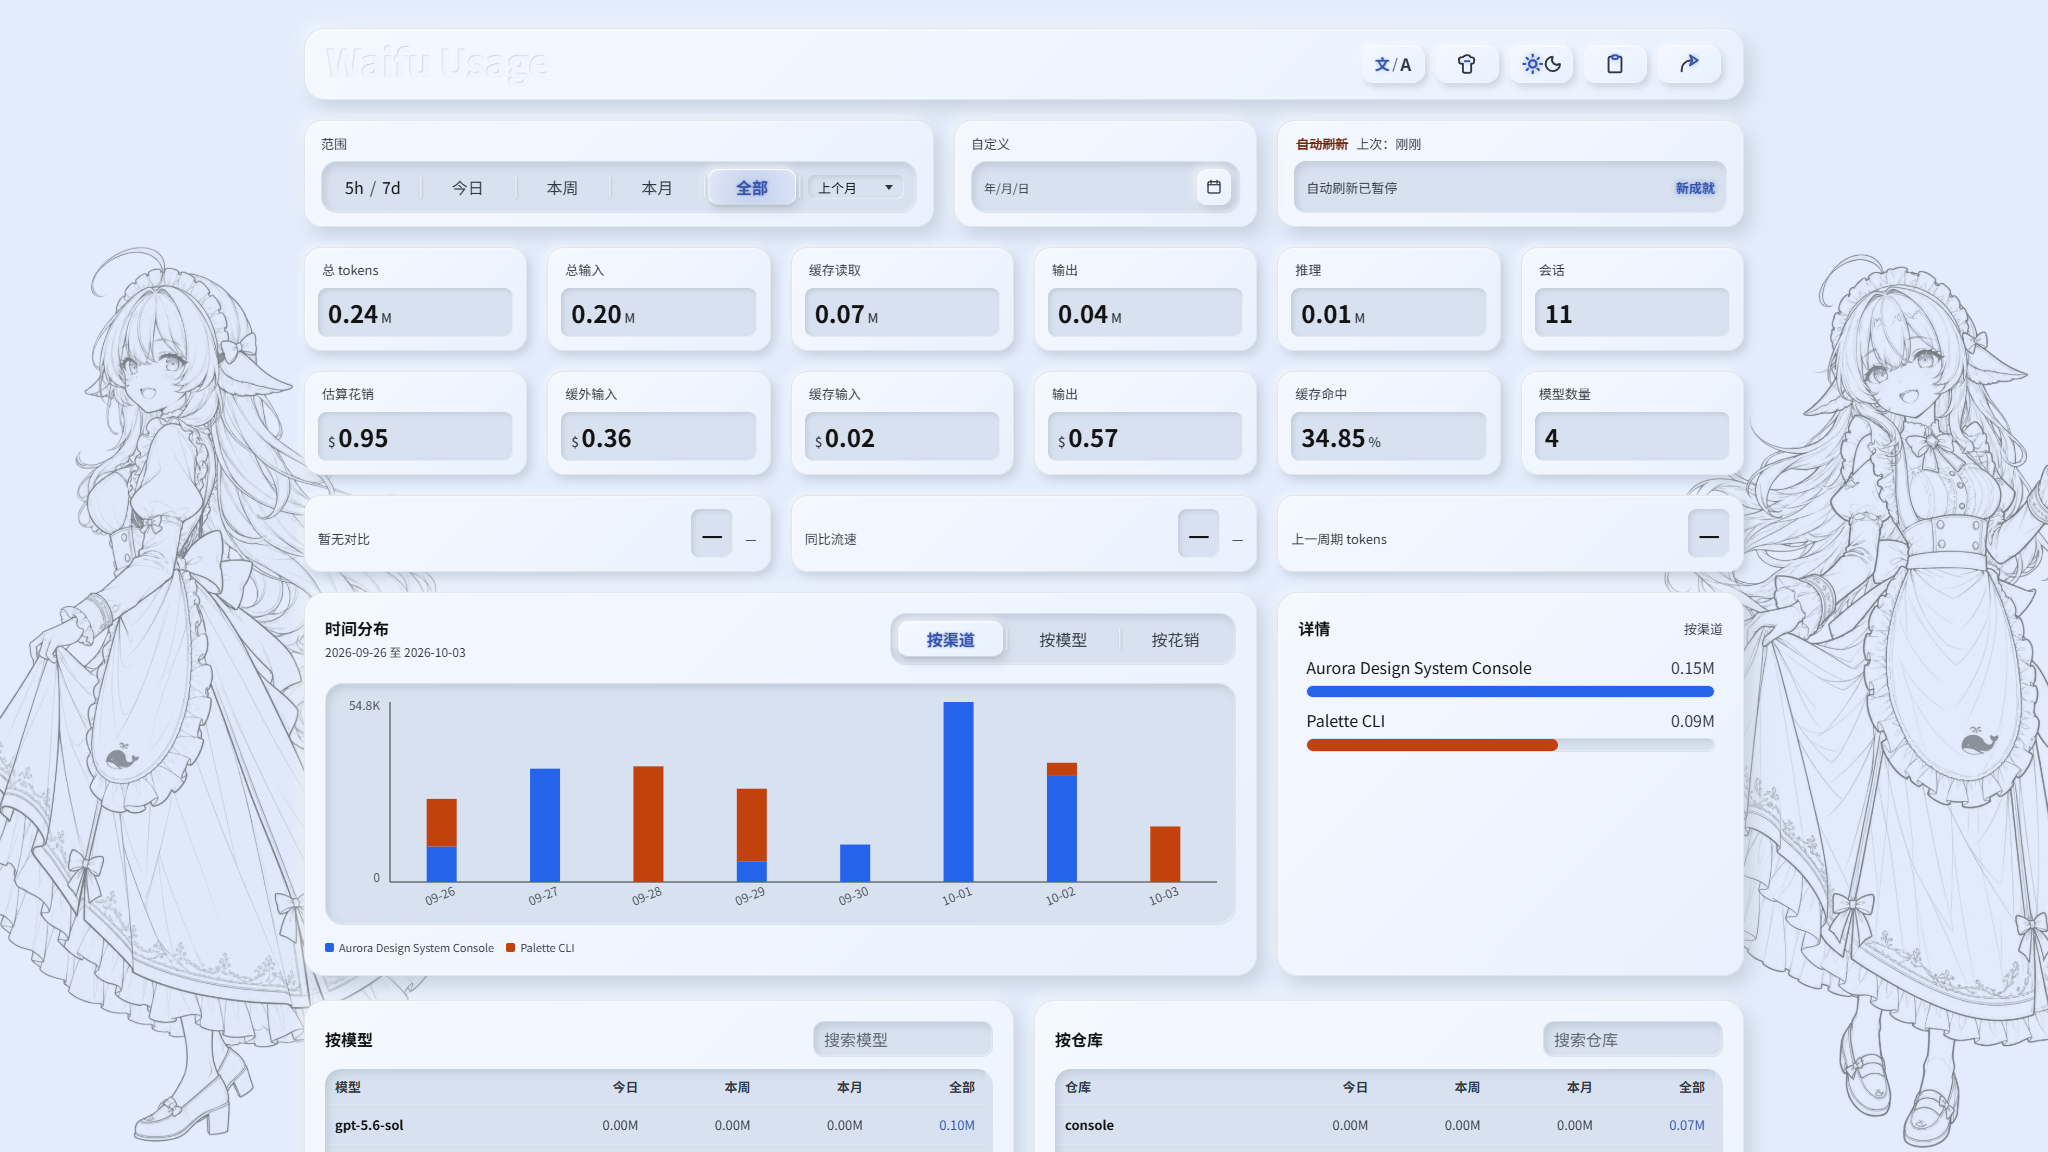 Waifu Usage
文/A
范围
5h / 7d 今日 本周 本月 全部 上个月
自定义
年/月/日
自动刷新 上次：刚刚
自动刷新已暂停 新成就
总 tokens
0.24 M
总输入
0.20 M
缓存读取
0.07 M
输出
0.04 M
推理
0.01 M
会话
11
估算花销
$ 0.95
缓外输入
$ 0.36
缓存输入
$ 0.02
输出
$ 0.57
缓存命中
34.85 %
模型数量
4
暂无对比 — —
同比流速 — —
上一周期 tokens —
时间分布
2026-09-26 至 2026-10-03
按渠道 按模型 按花销
54.8K
0
09-26 09-27 09-28 09-29 09-30 10-01 10-02 10-03
Aurora Design System Console Palette CLI
详情 按渠道
Aurora Design System Console 0.15M
Palette CLI 0.09M
按模型 搜索模型
模型 今日 本周 本月 全部
gpt-5.6-sol 0.00M 0.00M 0.00M 0.10M
按仓库 搜索仓库
仓库 今日 本周 本月 全部
console 0.00M 0.00M 0.00M 0.07M